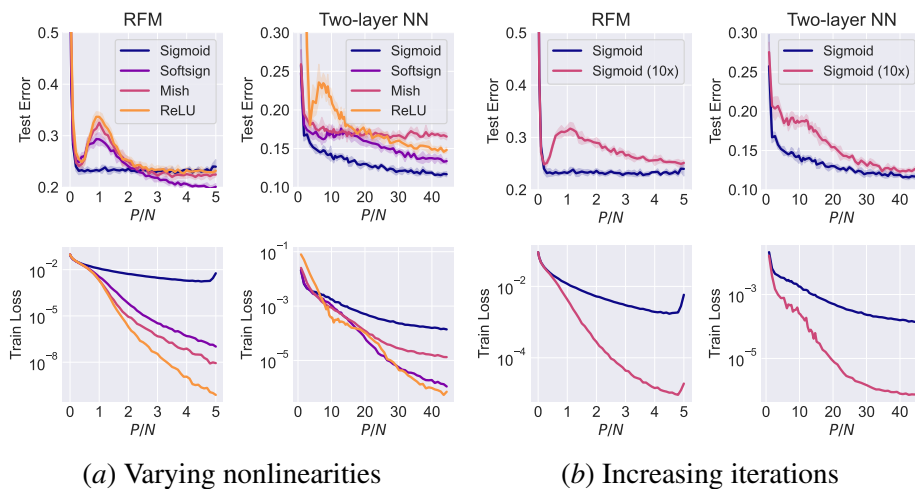 RFM
Two-layer NN
RFM
Two-layer NN
0.5
0.4
0.3
0.2
Test Error
Sigmoid
Softsign
Mish
ReLU
0 1 2 3 4 5
P/N
0.30
0.25
0.20
0.15
0.10
Test Error
Sigmoid
Softsign
Mish
ReLU
0 10 20 30 40
P/N
0.5
0.4
0.3
0.2
Test Error
Sigmoid
Sigmoid (10x)
0 1 2 3 4 5
P/N
0.30
0.25
0.20
0.15
0.10
Test Error
Sigmoid
Sigmoid (10x)
0 10 20 30 40
P/N
10⁻²
10⁻⁵
10⁻⁸
Train Loss
0 1 2 3 4 5
P/N
10⁻¹
10⁻³
10⁻⁵
Train Loss
0 10 20 30 40
P/N
10⁻²
10⁻⁴
Train Loss
0 1 2 3 4 5
P/N
10⁻³
10⁻⁵
Train Loss
0 10 20 30 40
P/N
(a) Varying nonlinearities
(b) Increasing iterations